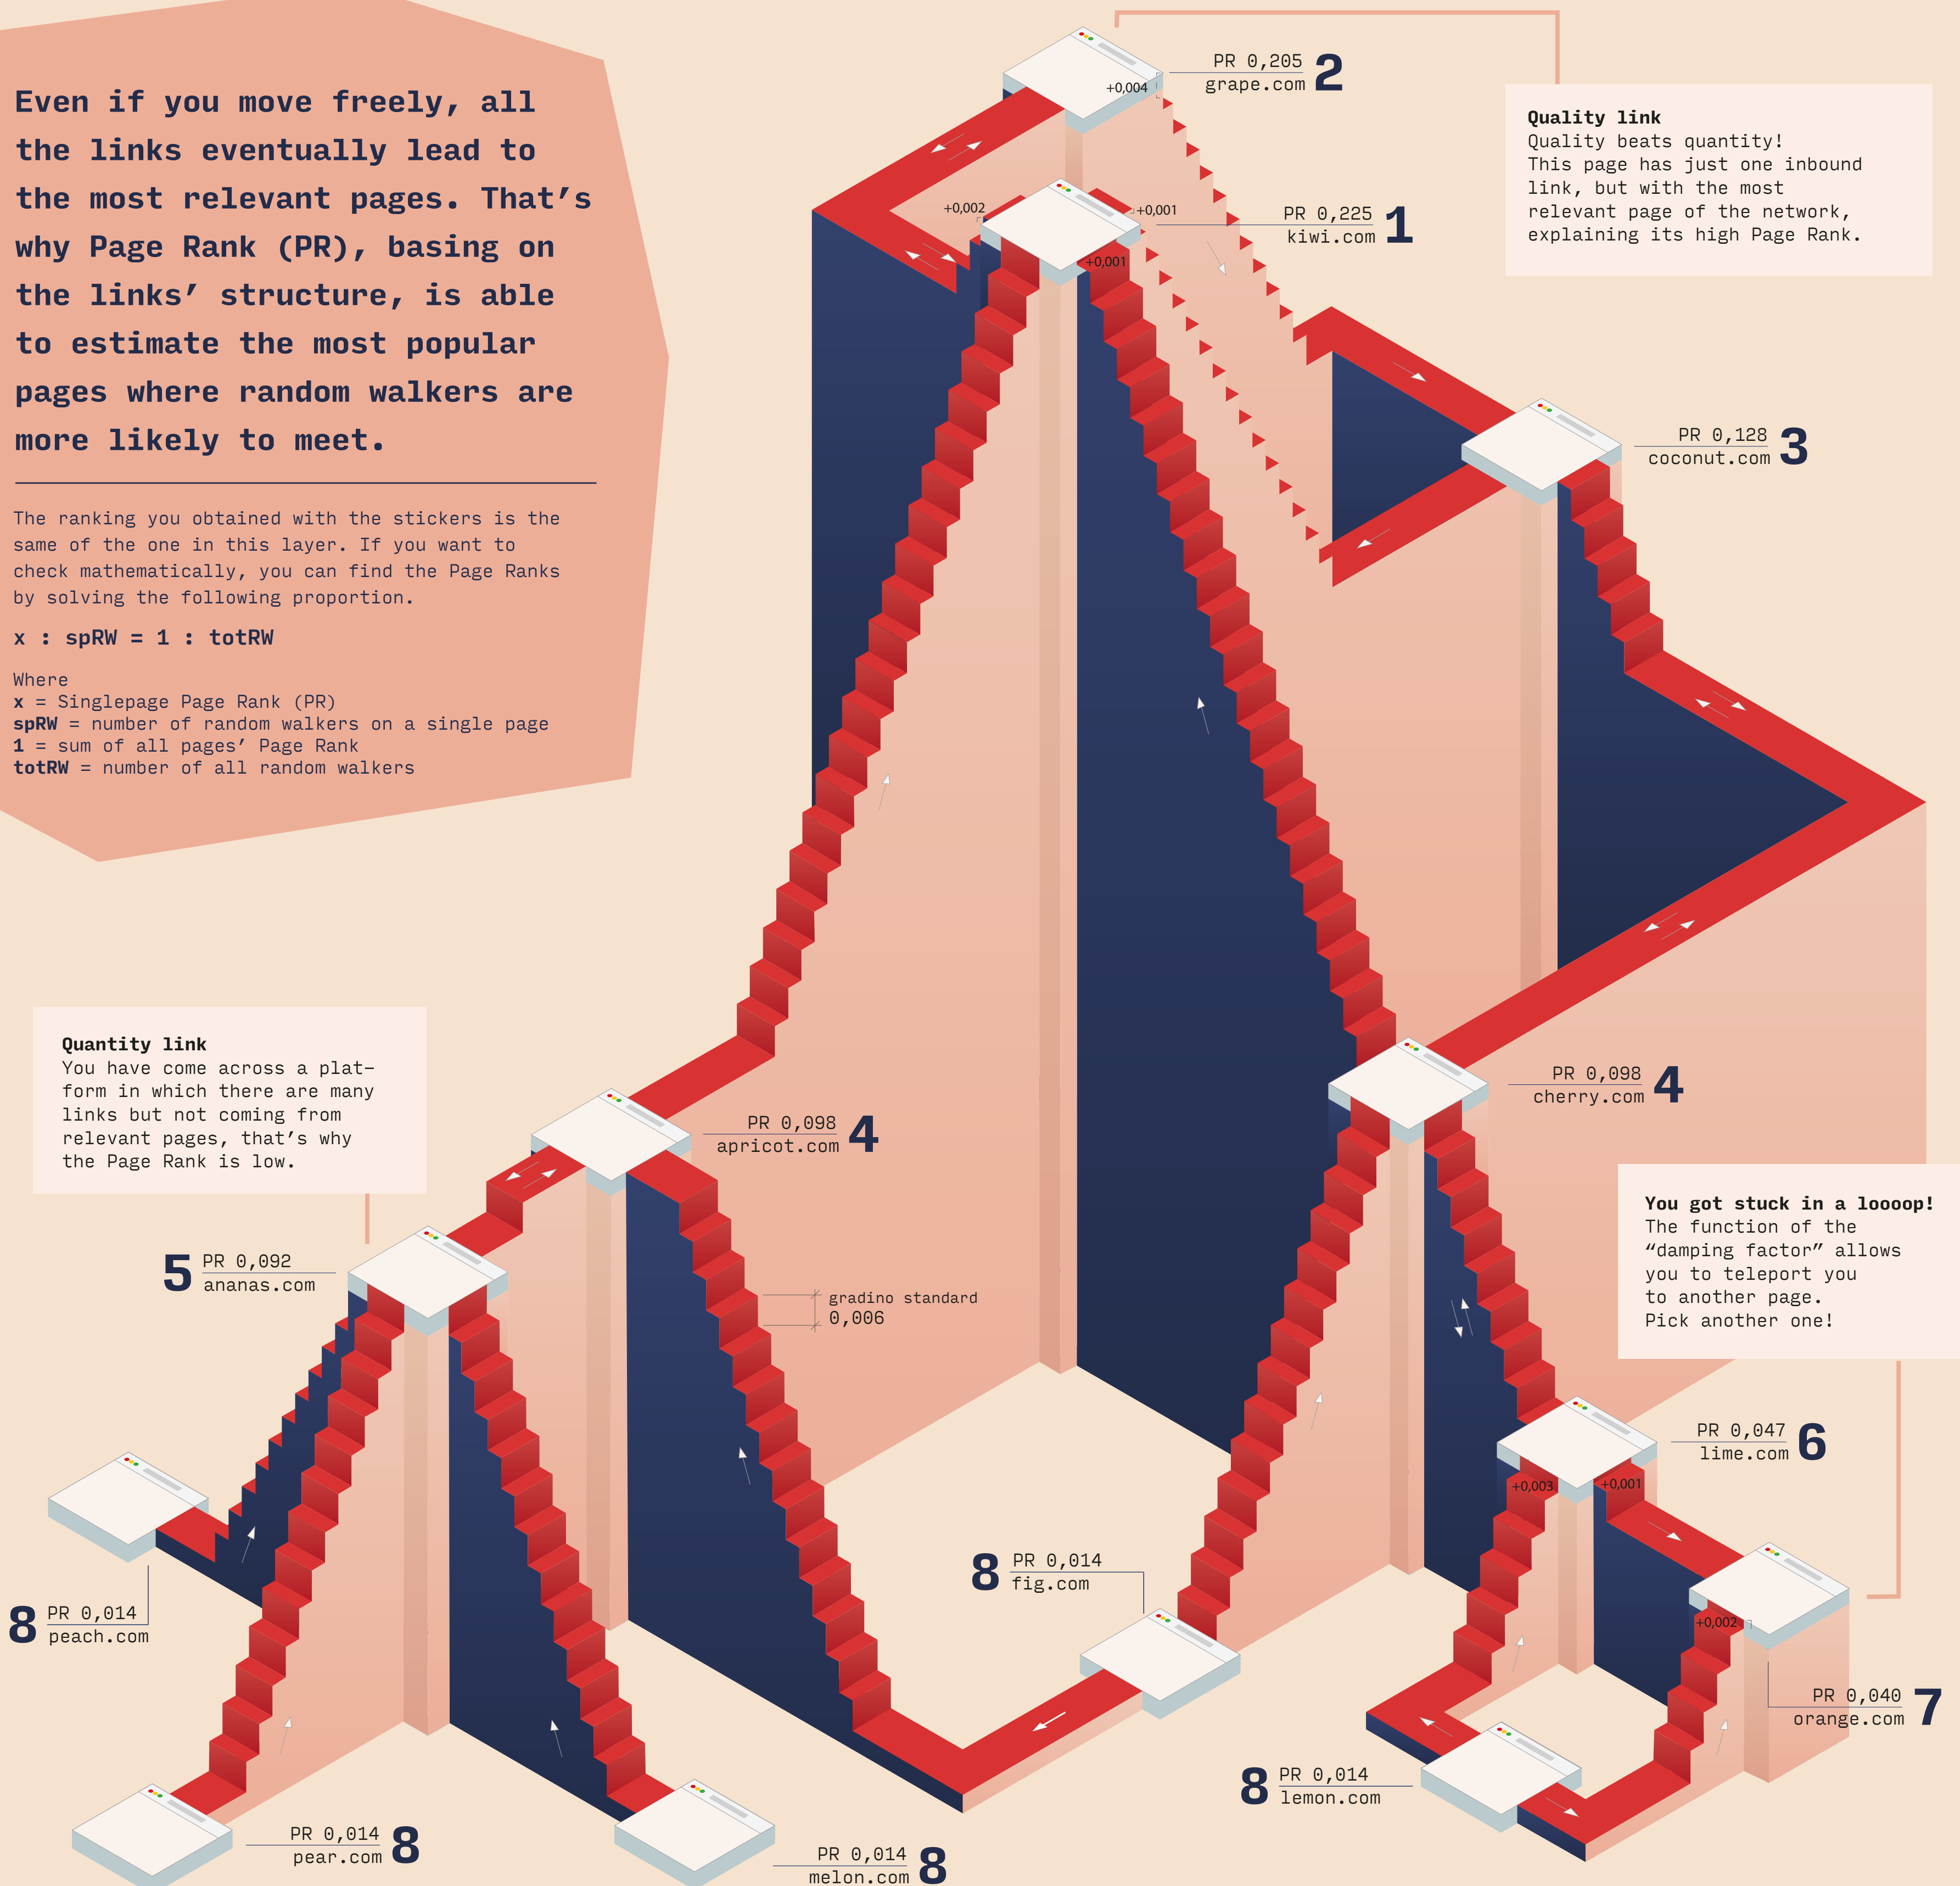 Even if you move freely, all
the links eventually lead to
the most relevant pages. That’s
why Page Rank (PR), basing on
the links’ structure, is able
to estimate the most popular
pages where random walkers are
more likely to meet.
The ranking you obtained with the stickers is the
same of the one in this layer. If you want to
check mathematically, you can find the Page Ranks
by solving the following proportion.
x : spRW = 1 : totRW
Where
x = Singlepage Page Rank (PR)
spRW = number of random walkers on a single page
1 = sum of all pages’ Page Rank
totRW = number of all random walkers
PR 0,205
grape.com
2
+0,004
Quality link
Quality beats quantity!
This page has just one inbound
link, but with the most
relevant page of the network,
explaining its high Page Rank.
+0,002
+0,001
+0,001
PR 0,225
kiwi.com
1
PR 0,128
coconut.com
3
Quantity link
You have come across a plat–
form in which there are many
links but not coming from
relevant pages, that’s why
the Page Rank is low.
PR 0,098
apricot.com
4
PR 0,098
cherry.com
4
You got stuck in a loooop!
The function of the
“damping factor” allows
you to teleport you
to another page.
Pick another one!
5
PR 0,092
ananas.com
gradino standard
0,006
PR 0,047
lime.com
6
+0,003
+0,001
8
PR 0,014
fig.com
8
PR 0,014
peach.com
+0,002
PR 0,040
orange.com
7
8
PR 0,014
lemon.com
PR 0,014
pear.com
8
PR 0,014
melon.com
8